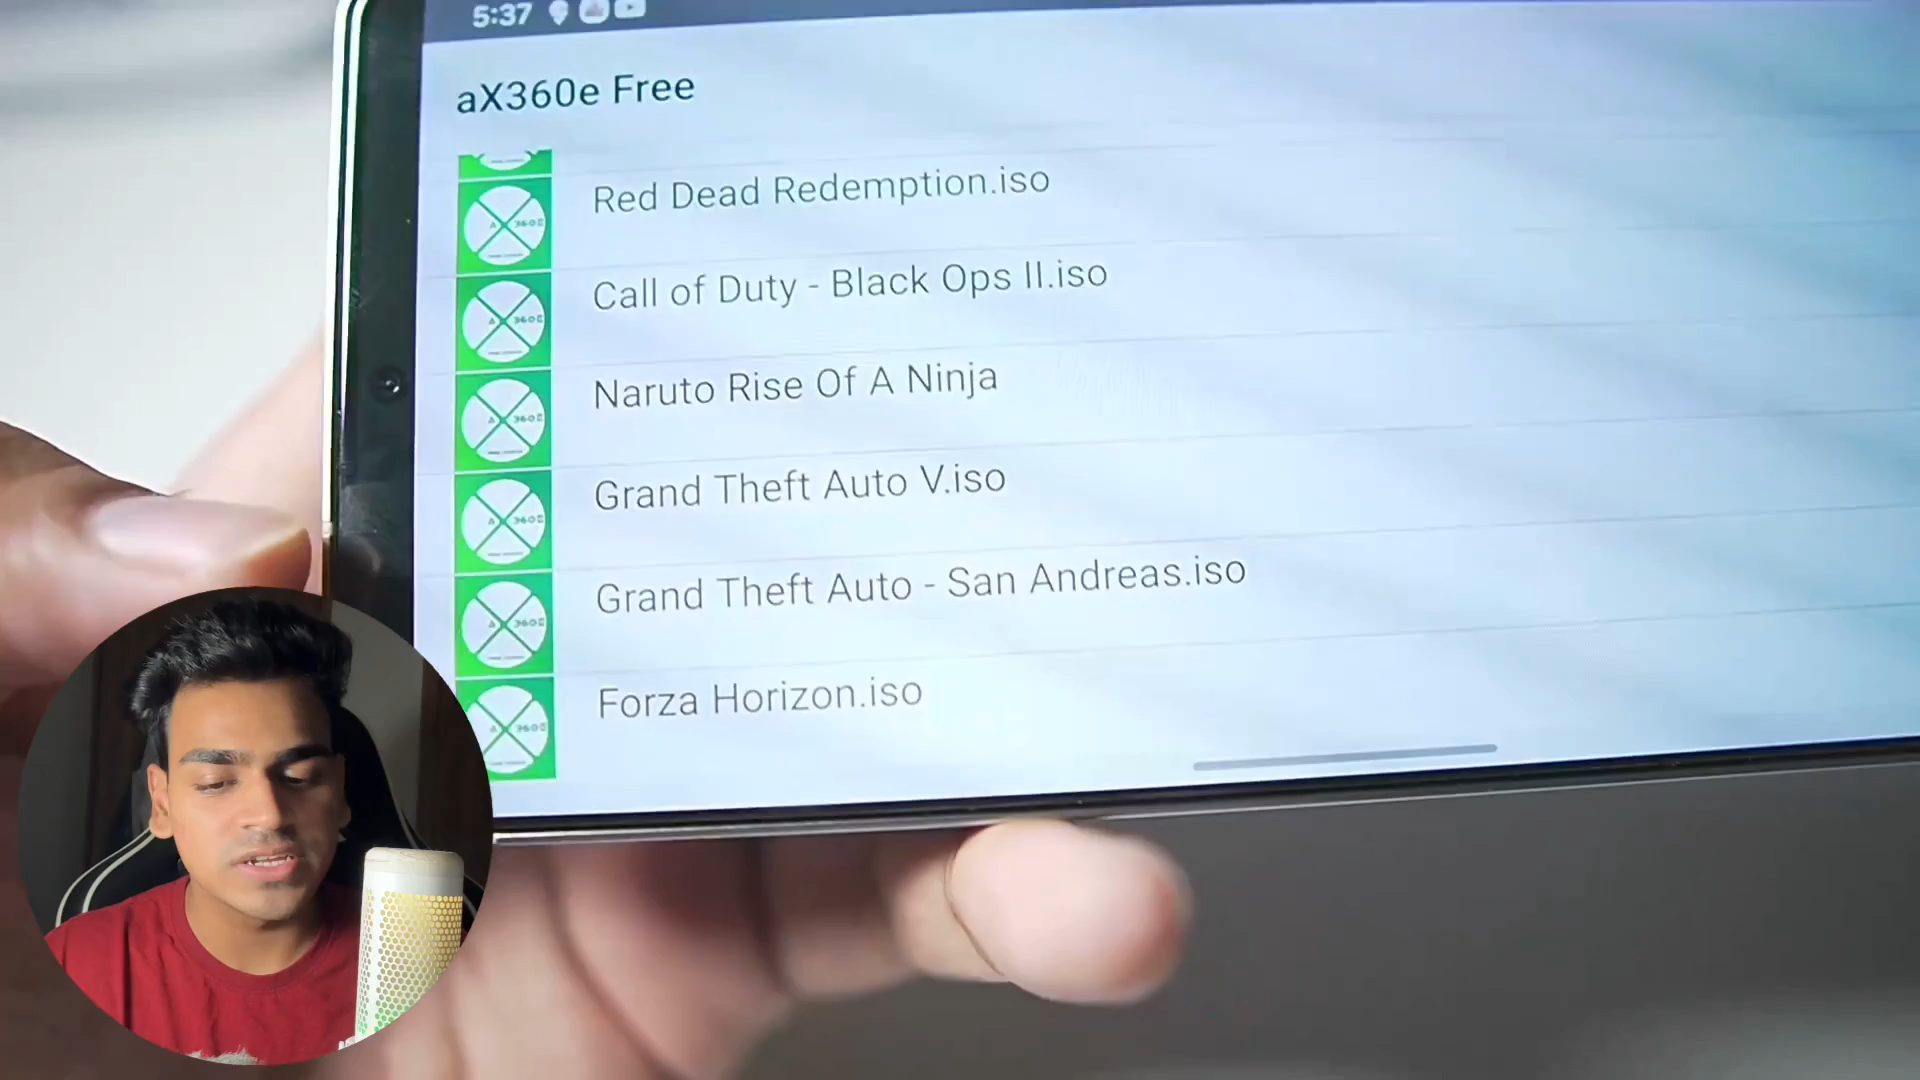 5:37
aX360e Free
Red Dead Redemption.iso
Call of Duty - Black Ops II.iso
Naruto Rise Of A Ninja
Grand Theft Auto V.iso
Grand Theft Auto - San Andreas.iso
Forza Horizon.iso